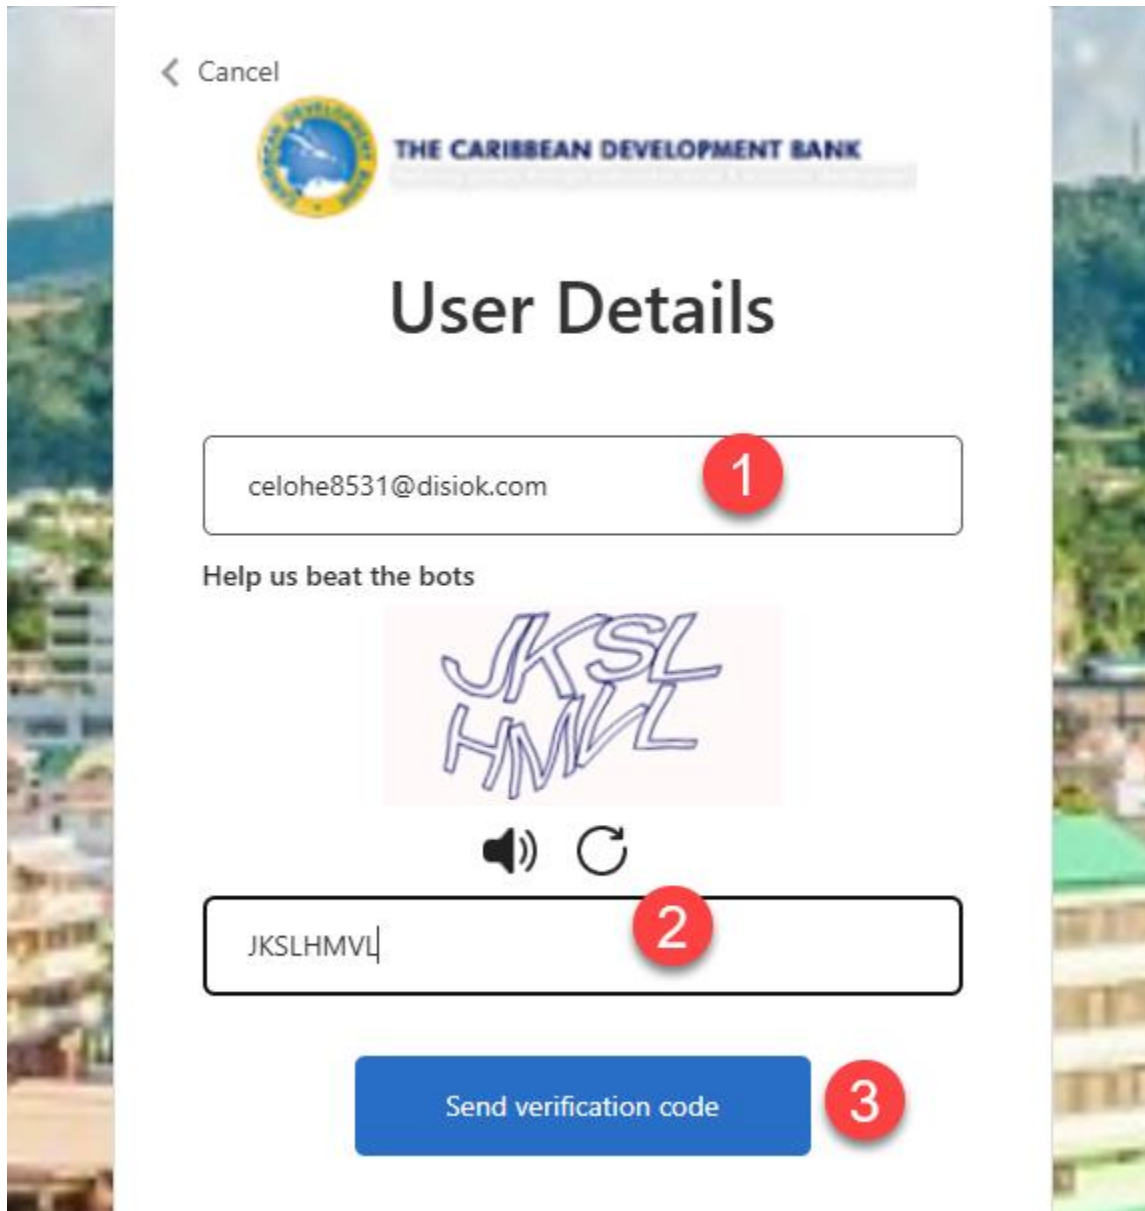 Cancel
THE CARIBBEAN DEVELOPMENT BANK
User Details
celohe8531@disiok.com
1
Help us beat the bots
JKSL
HMVL
JKSLHMVL
2
Send verification code
3